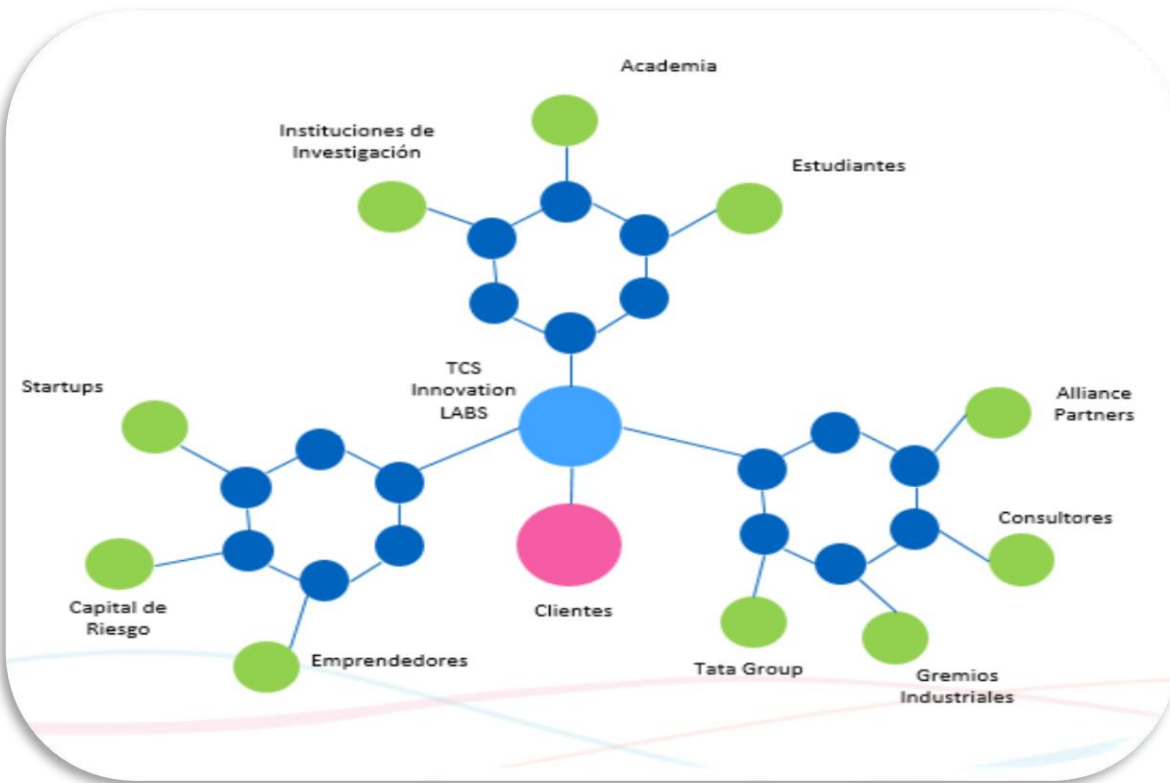 Academia
Instituciones de
Investigación
Estudiantes
TCS
Innovation
LABS
Startups
Alliance
Partners
Consultores
Capital de
Riesgo
Clientes
Emprendedores
Tata Group
Gremios
Industriales